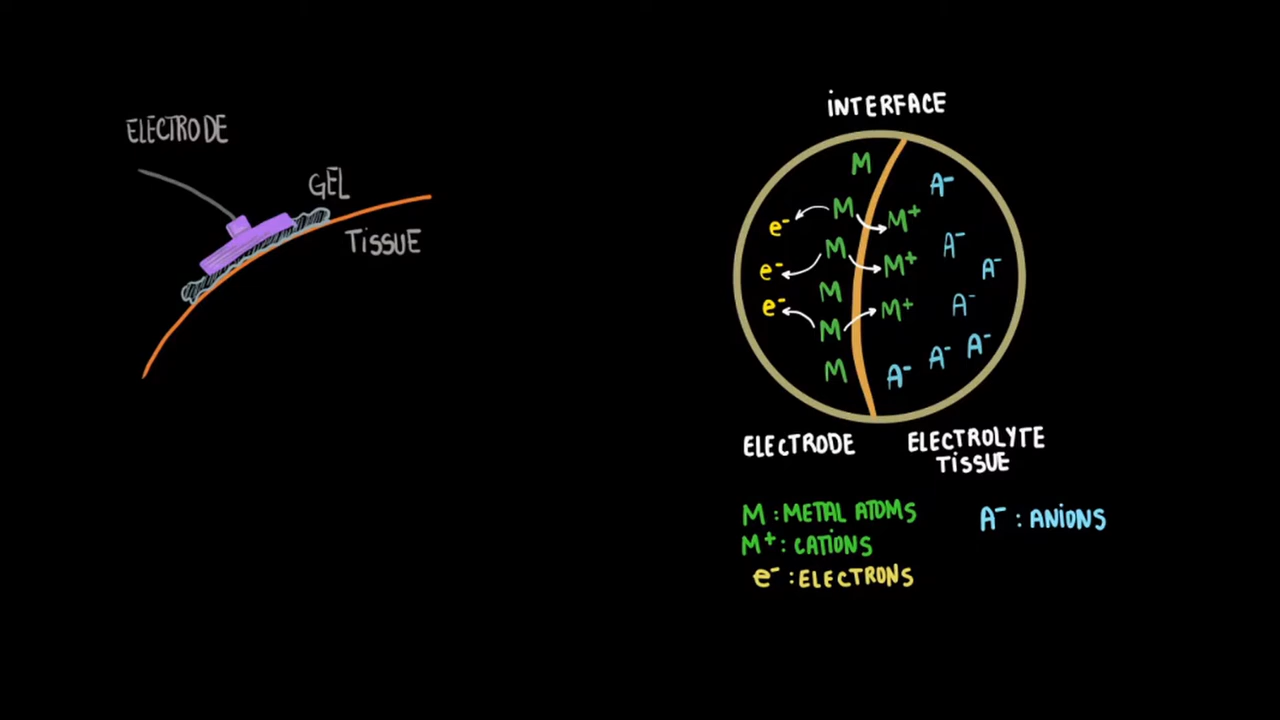 ELECTRODE
GEL
TISSUE
INTERFACE
M
A⁻
M
M⁺
e⁻
M
A⁻
M⁺
e⁻
A⁻
M
M⁺
e⁻
A⁻
M
A⁻
A⁻
M
A⁻
ELECTRODE
ELECTROLYTE
TISSUE
M : METAL ATOMS
M⁺ : CATIONS
e⁻ : ELECTRONS
A⁻ : ANIONS